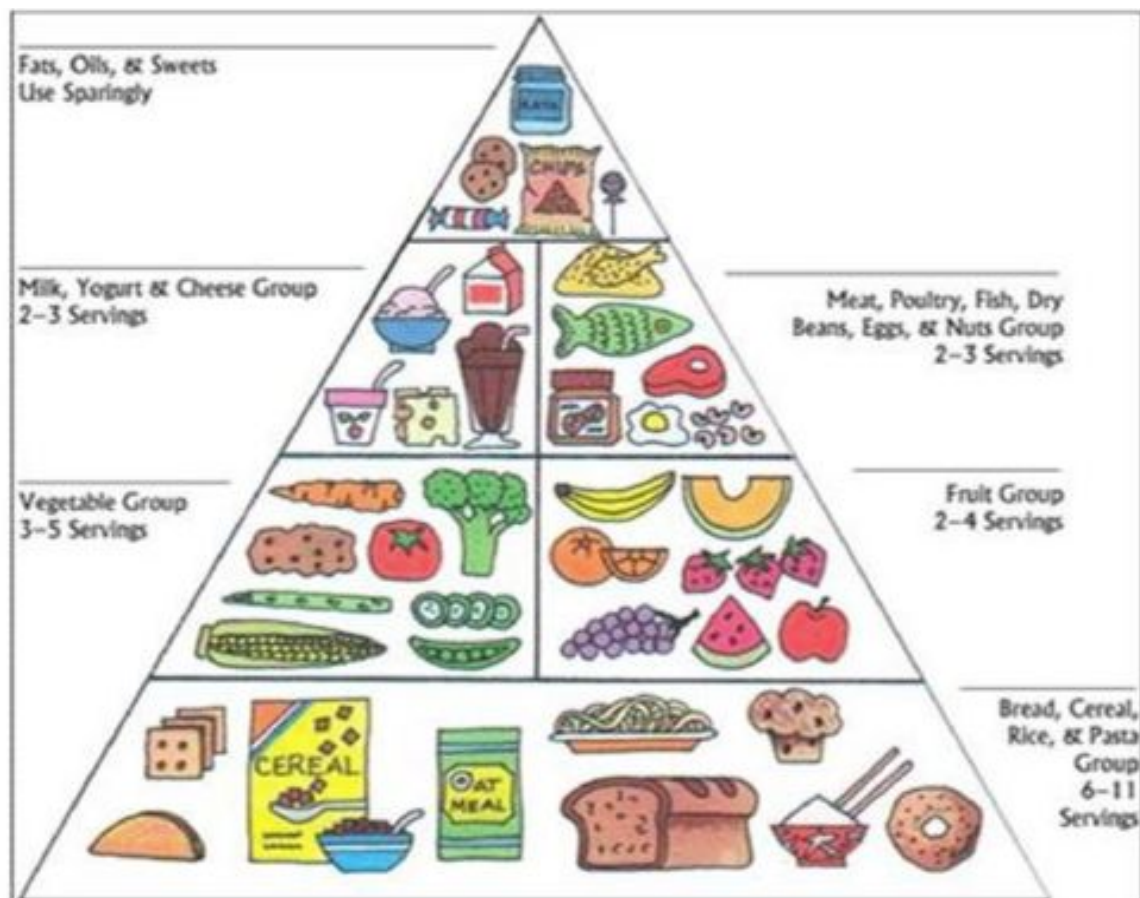 Fats, Oils, & Sweets
Use Sparingly
CHIPS
Milk, Yogurt & Cheese Group
2–3 Servings
Meat, Poultry, Fish, Dry
Beans, Eggs, & Nuts Group
2–3 Servings
Vegetable Group
3–5 Servings
Fruit Group
2–4 Servings
Bread, Cereal,
Rice, & Pasta
Group
6–11
Servings
CEREAL
OAT
MEAL